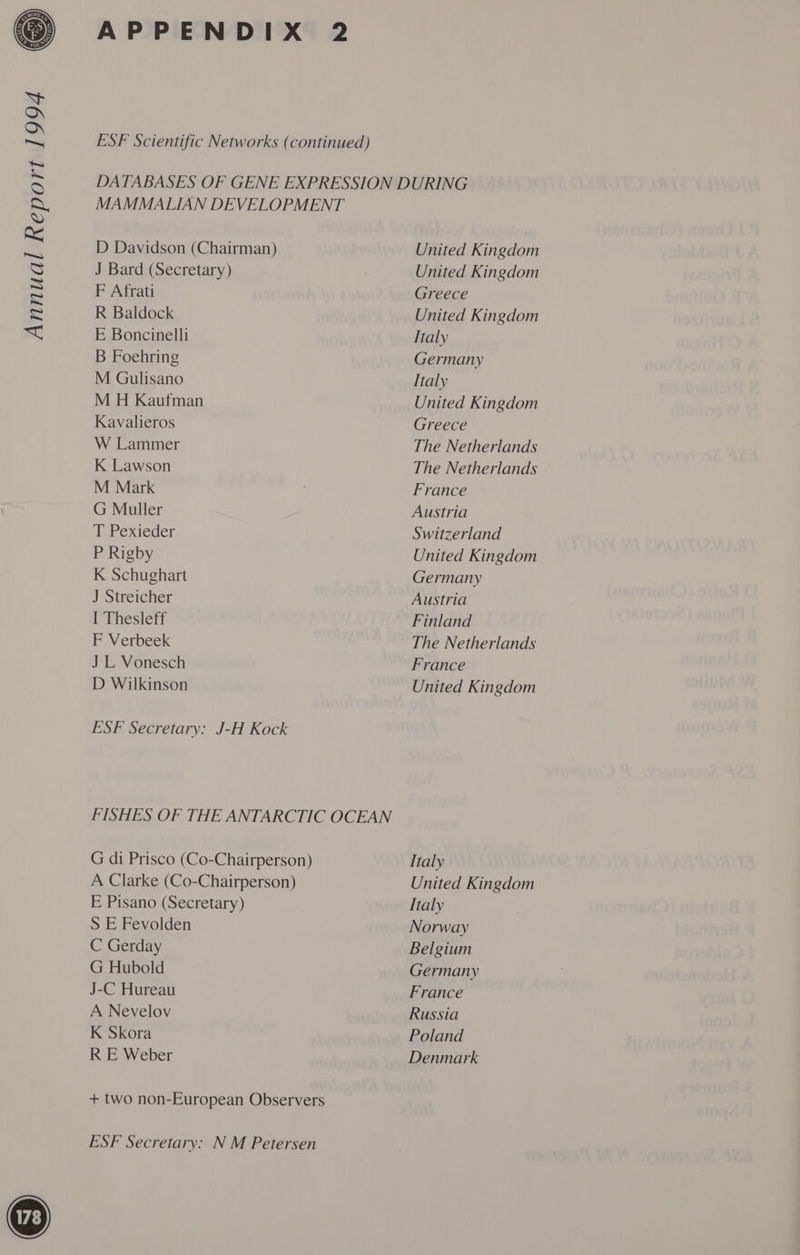 APPENDIX 2
Annual Report 1994
ESF Scientific Networks (continued)
DATABASES OF GENE EXPRESSION DURING
MAMMALIAN DEVELOPMENT
D Davidson (Chairman) United Kingdom
J Bard (Secretary) United Kingdom
F Afrati Greece
R Baldock United Kingdom
E Boncinelli Italy
B Foehring Germany
M Gulisano Italy
M H Kaufman United Kingdom
Kavalieros Greece
W Lammer The Netherlands
K Lawson The Netherlands
M Mark France
G Muller Austria
T Pexieder Switzerland
P Rigby United Kingdom
K Schughart Germany
J Streicher Austria
I Thesleff Finland
F Verbeek The Netherlands
J L Vonesch France
D Wilkinson United Kingdom
ESF Secretary: J-H Kock
FISHES OF THE ANTARCTIC OCEAN
G di Prisco (Co-Chairperson) Italy
A Clarke (Co-Chairperson) United Kingdom
E Pisano (Secretary) Italy
S E Fevolden Norway
C Gerday Belgium
G Hubold Germany
J-C Hureau France
A Nevelov Russia
K Skora Poland
R E Weber Denmark
+ two non-European Observers
ESF Secretary: N M Petersen
178